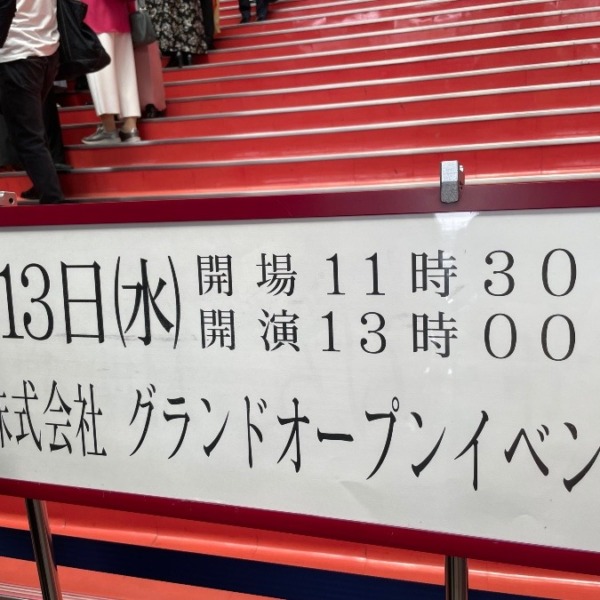 13日(水)
開場11時30
開演13時00
株式会社 グランドオープンイベン